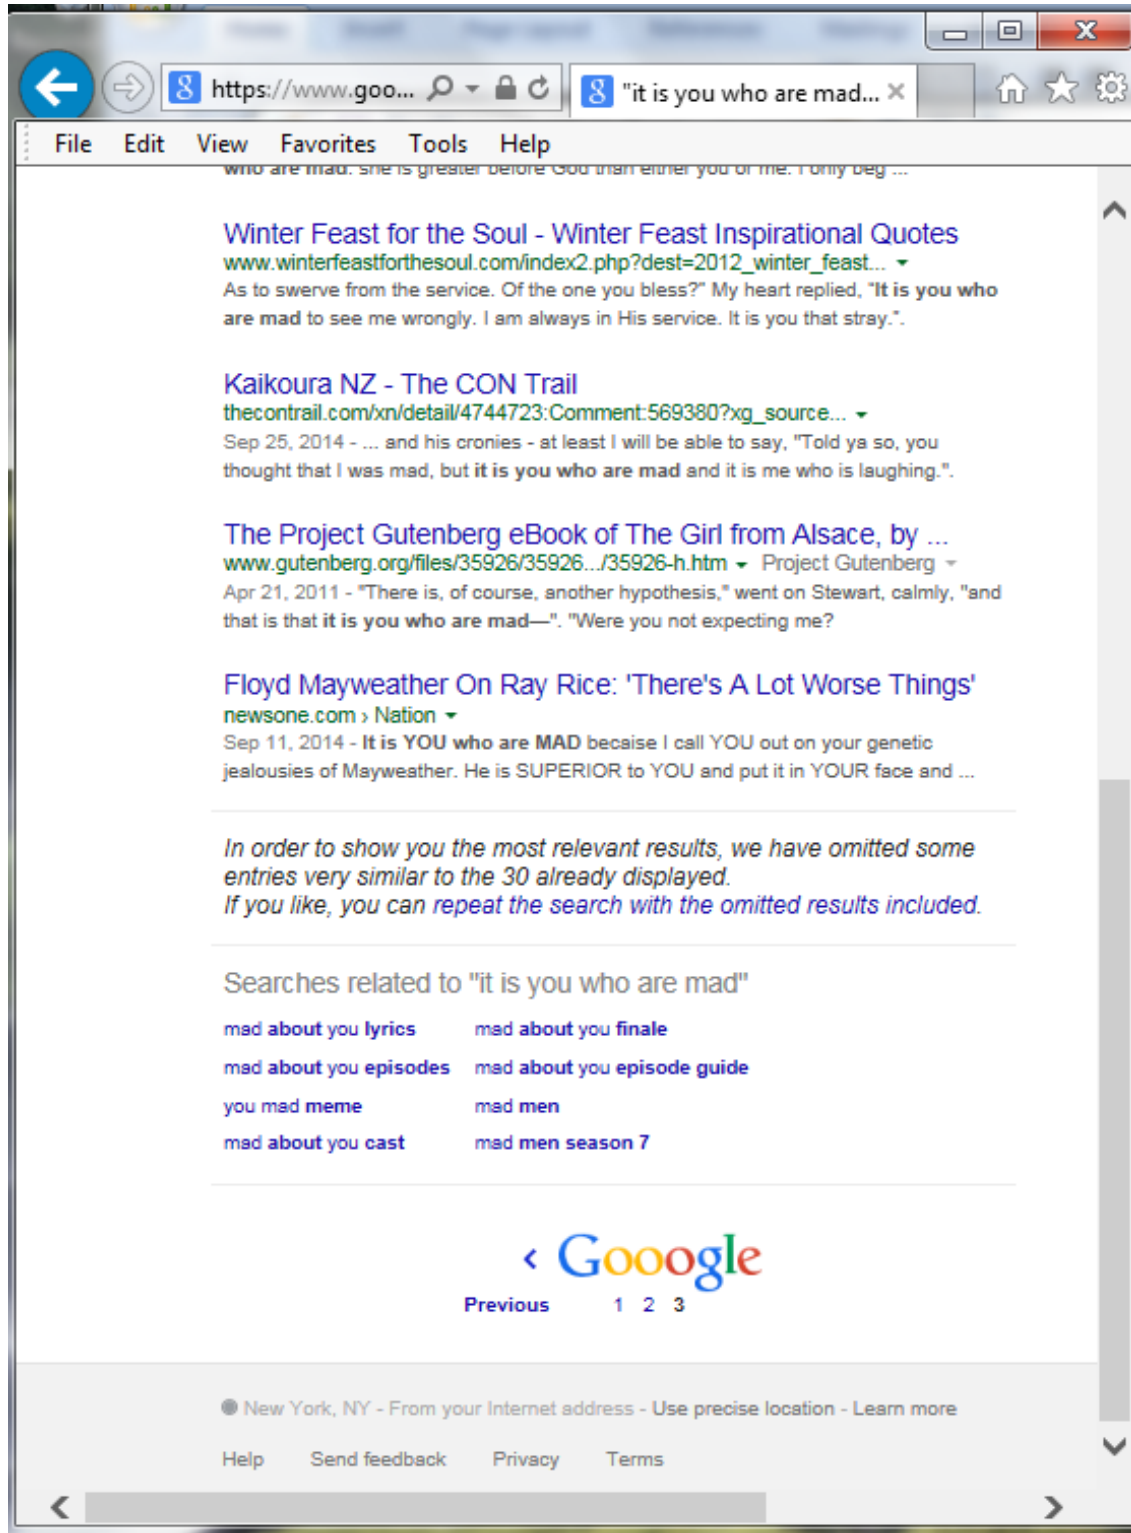 https://www.goo...
"it is you who are mad...
File Edit View Favorites Tools Help
who are mad. she is greater before God than either you or me. I only beg ...
Winter Feast for the Soul - Winter Feast Inspirational Quotes
www.winterfeastforthesoul.com/index2.php?dest=2012_winter_feast...
As to swerve from the service. Of the one you bless?" My heart replied, "It is you who
are mad to see me wrongly. I am always in His service. It is you that stray.".
Kaikoura NZ - The CON Trail
thecontrail.com/xn/detail/4744723:Comment:569380?xg_source...
Sep 25, 2014 - ... and his cronies - at least I will be able to say, "Told ya so, you
thought that I was mad, but it is you who are mad and it is me who is laughing.".
The Project Gutenberg eBook of The Girl from Alsace, by ...
www.gutenberg.org/files/35926/35926.../35926-h.htm Project Gutenberg
Apr 21, 2011 - "There is, of course, another hypothesis," went on Stewart, calmly, "and
that is that it is you who are mad—". "Were you not expecting me?
Floyd Mayweather On Ray Rice: 'There's A Lot Worse Things'
newsone.com › Nation
Sep 11, 2014 - It is YOU who are MAD becaise I call YOU out on your genetic
jealousies of Mayweather. He is SUPERIOR to YOU and put it in YOUR face and ...
In order to show you the most relevant results, we have omitted some
entries very similar to the 30 already displayed.
If you like, you can repeat the search with the omitted results included.
Searches related to "it is you who are mad"
mad about you lyrics mad about you finale
mad about you episodes mad about you episode guide
you mad meme mad men
mad about you cast mad men season 7
Gooogle
Previous 1 2 3
New York, NY - From your Internet address - Use precise location - Learn more
Help Send feedback Privacy Terms